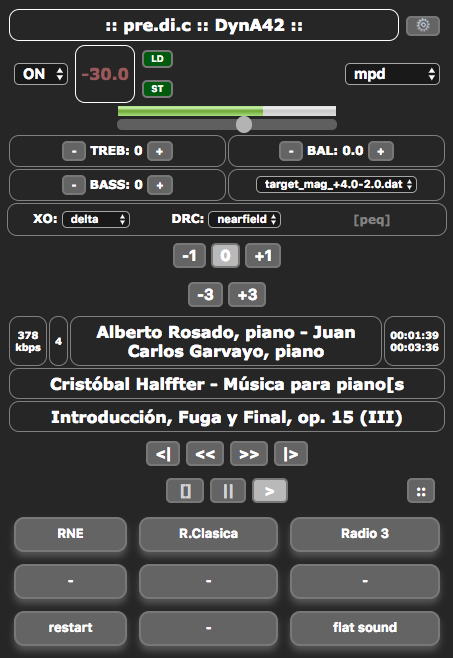 :: pre.di.c :: DynA42 ::
ON
-30.0
LD
ST
mpd
- TREB: 0 +
- BAL: 0.0 +
- BASS: 0 +
target_mag_+4.0-2.0.dat
XO: delta
DRC: nearfield
[peq]
-1 0 +1
-3 +3
378
kbps
4
Alberto Rosado, piano - Juan
Carlos Garvayo, piano
00:01:39
00:03:36
Cristóbal Halffter - Música para piano[s
Introducción, Fuga y Final, op. 15 (III)
<| << >> |>
[] || > ::
RNE R.Clasica Radio 3
- - -
restart - flat sound